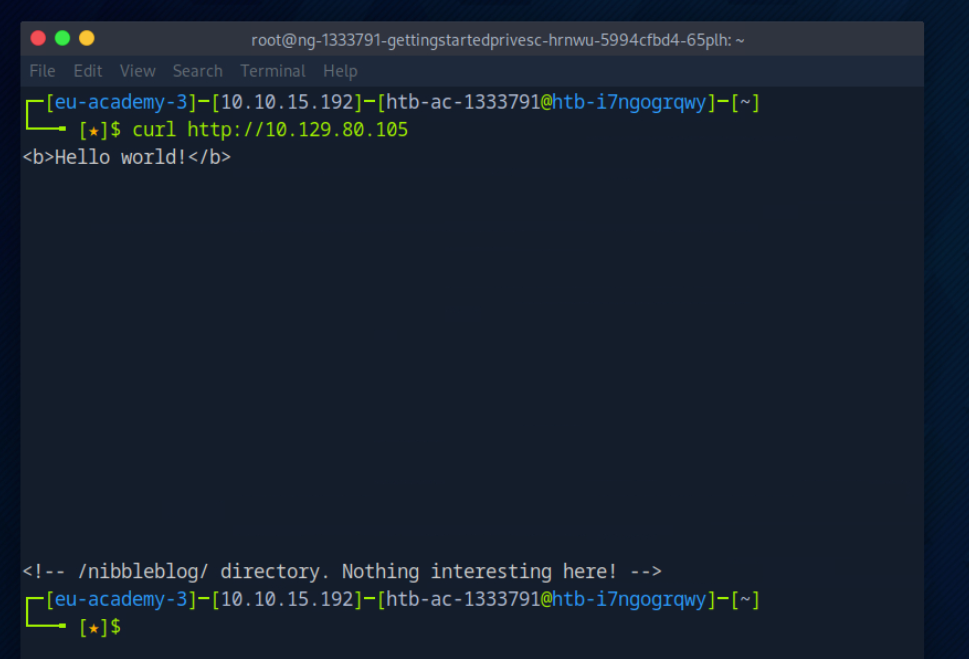 root@ng-1333791-gettingstartedprivesc-hrnwu-5994cfbd4-65plh: ~
File Edit View Search Terminal Help
[eu-academy-3]-[10.10.15.192]-[htb-ac-1333791@htb-i7ngogrqwy]-[~]
[★]$ curl http://10.129.80.105
<b>Hello world!</b>
<!-- /nibbleblog/ directory. Nothing interesting here! -->
[eu-academy-3]-[10.10.15.192]-[htb-ac-1333791@htb-i7ngogrqwy]-[~]
[★]$